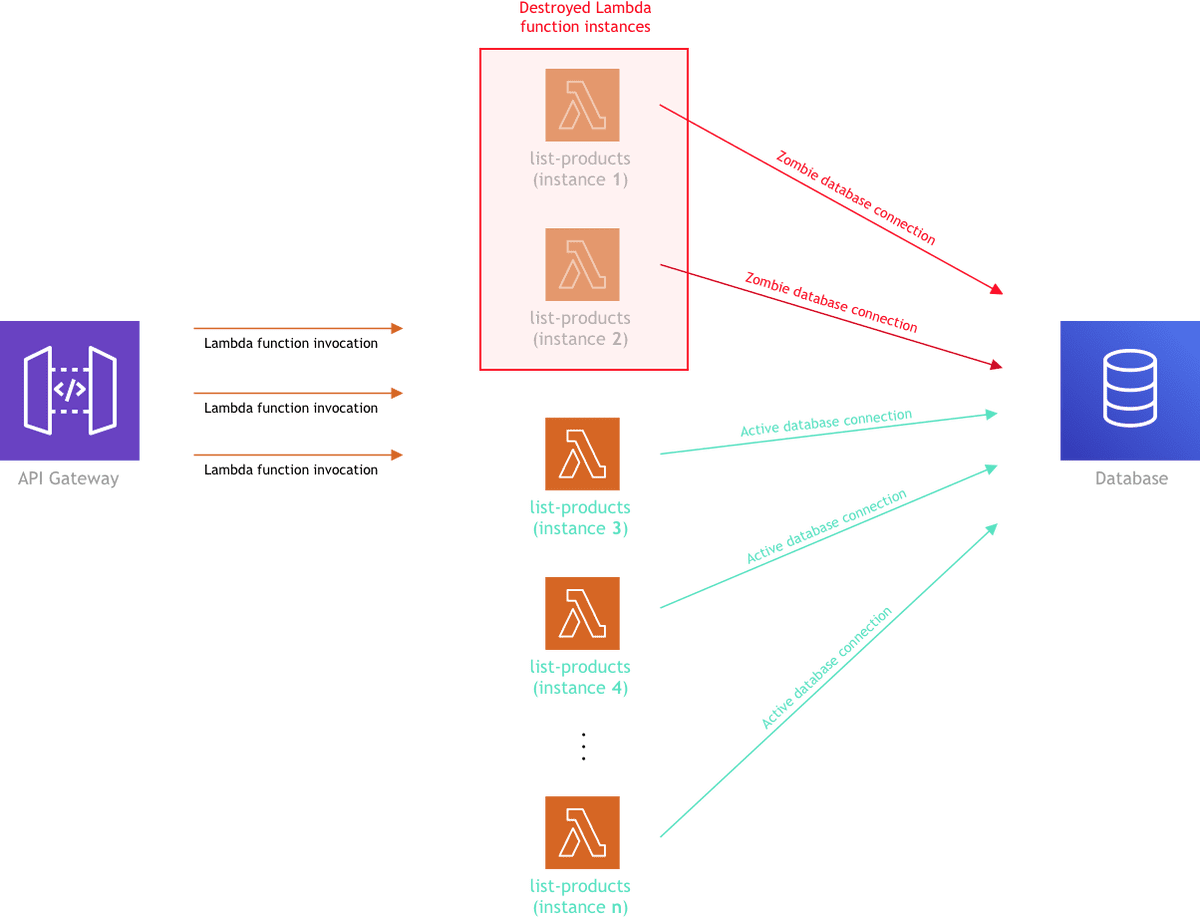 Destroyed Lambda
function instances
list-products
(instance 1)
Zombie database connection
list-products
(instance 2)
Zombie database connection
Lambda function invocation
Lambda function invocation
Lambda function invocation
API Gateway
Active database connection
Database
list-products
(instance 3)
Active database connection
list-products
(instance 4)
Active database connection
list-products
(instance n)